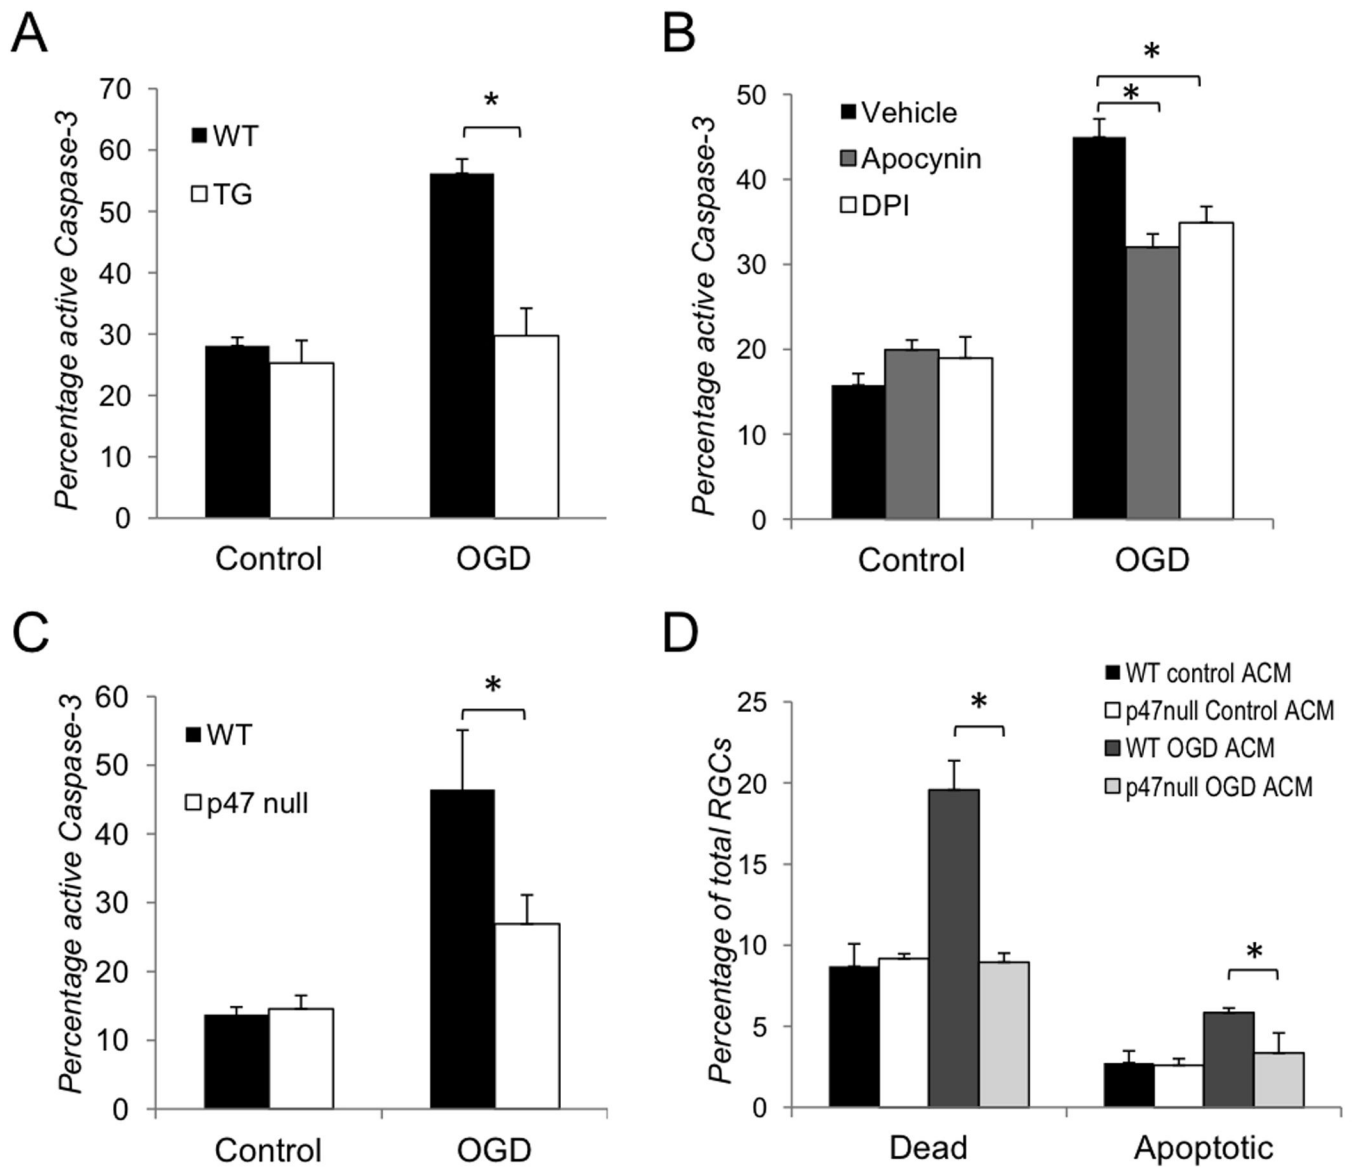 A
Percentage active Caspase-3
70
60
50
40
30
20
10
0
WT
TG
*
Control
OGD
B
Percentage active Caspase-3
50
40
30
20
10
0
Vehicle
Apocynin
DPI
*
*
Control
OGD
C
Percentage active Caspase-3
60
50
40
30
20
10
0
WT
p47 null
*
Control
OGD
D
Percentage of total RGCs
25
20
15
10
5
0
WT control ACM
p47null Control ACM
WT OGD ACM
p47null OGD ACM
*
*
Dead
Apoptotic